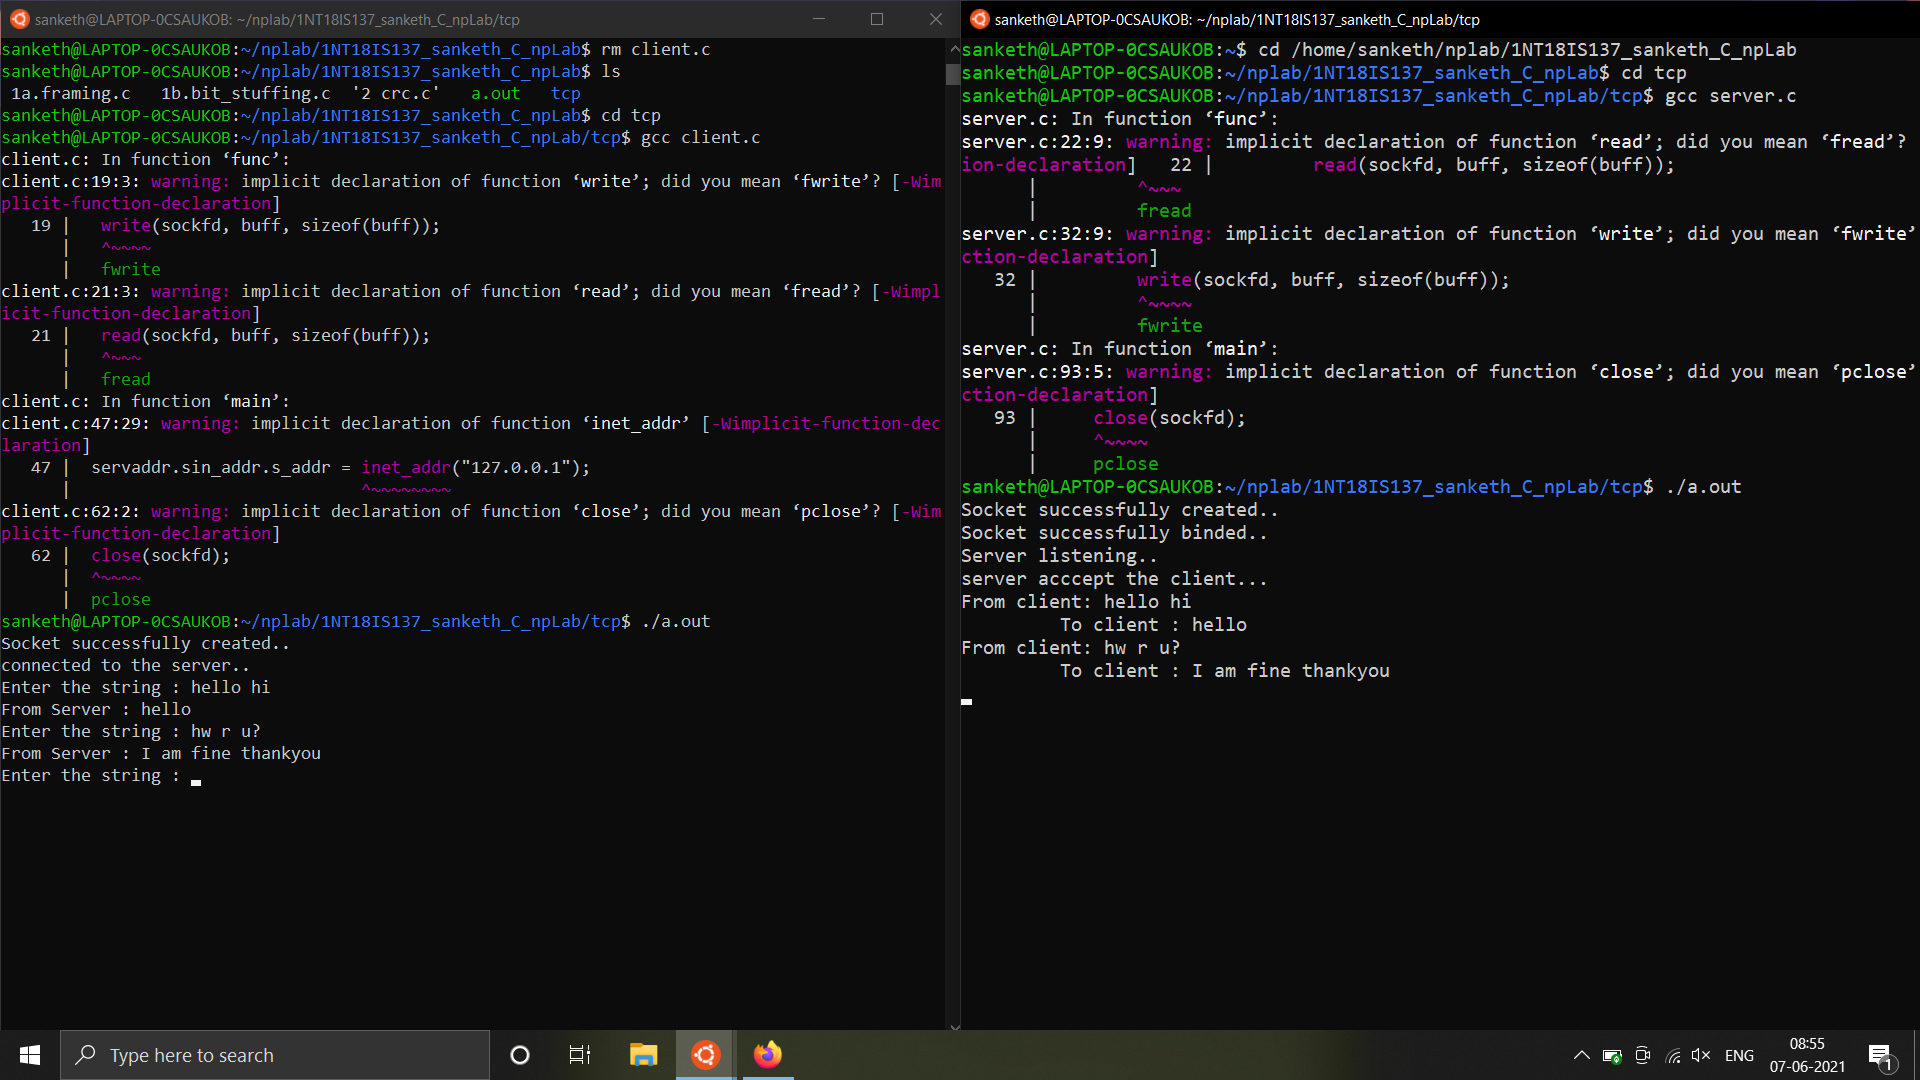 sanketh@LAPTOP-0CSAUKOB: ~/nplab/1NT18IS137_sanketh_C_npLab/tcp
sanketh@LAPTOP-0CSAUKOB:~/nplab/1NT18IS137_sanketh_C_npLab$ rm client.c
sanketh@LAPTOP-0CSAUKOB:~/nplab/1NT18IS137_sanketh_C_npLab$ ls
1a.framing.c   1b.bit_stuffing.c  '2 crc.c'   a.out   tcp
sanketh@LAPTOP-0CSAUKOB:~/nplab/1NT18IS137_sanketh_C_npLab$ cd tcp
sanketh@LAPTOP-0CSAUKOB:~/nplab/1NT18IS137_sanketh_C_npLab/tcp$ gcc client.c
client.c: In function ‘func’:
client.c:19:3: warning: implicit declaration of function ‘write’; did you mean ‘fwrite’? [-Wim
plicit-function-declaration]
   19 |   write(sockfd, buff, sizeof(buff));
      |   ^~~~~
      |   fwrite
client.c:21:3: warning: implicit declaration of function ‘read’; did you mean ‘fread’? [-Wimpl
icit-function-declaration]
   21 |   read(sockfd, buff, sizeof(buff));
      |   ^~~~
      |   fread
client.c: In function ‘main’:
client.c:47:29: warning: implicit declaration of function ‘inet_addr’ [-Wimplicit-function-dec
laration]
   47 |  servaddr.sin_addr.s_addr = inet_addr("127.0.0.1");
      |                             ^~~~~~~~~
client.c:62:2: warning: implicit declaration of function ‘close’; did you mean ‘pclose’? [-Wim
plicit-function-declaration]
   62 |  close(sockfd);
      |  ^~~~~
      |  pclose
sanketh@LAPTOP-0CSAUKOB:~/nplab/1NT18IS137_sanketh_C_npLab/tcp$ ./a.out
Socket successfully created..
connected to the server..
Enter the string : hello hi
From Server : hello
Enter the string : hw r u?
From Server : I am fine thankyou
Enter the string :
sanketh@LAPTOP-0CSAUKOB: ~/nplab/1NT18IS137_sanketh_C_npLab/tcp
sanketh@LAPTOP-0CSAUKOB:~$ cd /home/sanketh/nplab/1NT18IS137_sanketh_C_npLab
sanketh@LAPTOP-0CSAUKOB:~/nplab/1NT18IS137_sanketh_C_npLab$ cd tcp
sanketh@LAPTOP-0CSAUKOB:~/nplab/1NT18IS137_sanketh_C_npLab/tcp$ gcc server.c
server.c: In function ‘func’:
server.c:22:9: warning: implicit declaration of function ‘read’; did you mean ‘fread’?
ion-declaration]   22 |         read(sockfd, buff, sizeof(buff));
      |         ^~~~
      |         fread
server.c:32:9: warning: implicit declaration of function ‘write’; did you mean ‘fwrite’
ction-declaration]
   32 |         write(sockfd, buff, sizeof(buff));
      |         ^~~~~
      |         fwrite
server.c: In function ‘main’:
server.c:93:5: warning: implicit declaration of function ‘close’; did you mean ‘pclose’
ction-declaration]
   93 |     close(sockfd);
      |     ^~~~~
      |     pclose
sanketh@LAPTOP-0CSAUKOB:~/nplab/1NT18IS137_sanketh_C_npLab/tcp$ ./a.out
Socket successfully created..
Socket successfully binded..
Server listening..
server acccept the client...
From client: hello hi
         To client : hello
From client: hw r u?
         To client : I am fine thankyou
Type here to search
ENG
08:55
07-06-2021
1